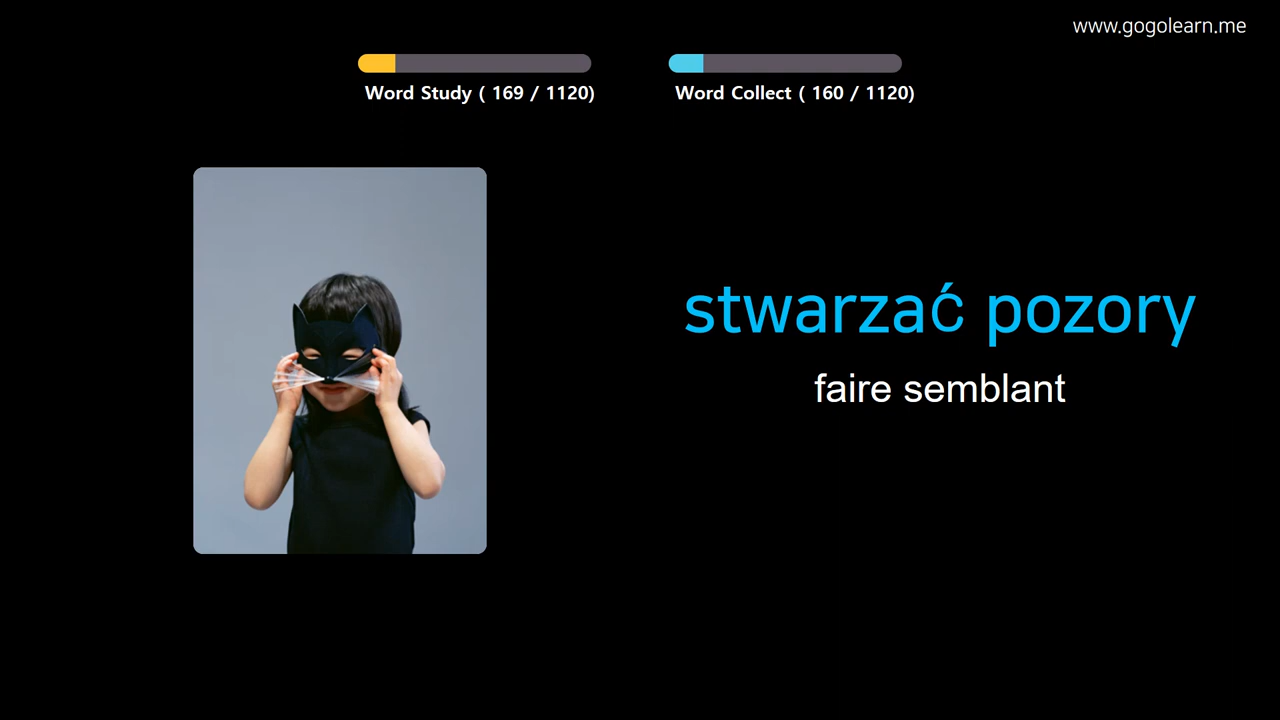 www.gogolearn.me
Word Study ( 169 / 1120)
Word Collect ( 160 / 1120)
stwarzać pozory
faire semblant